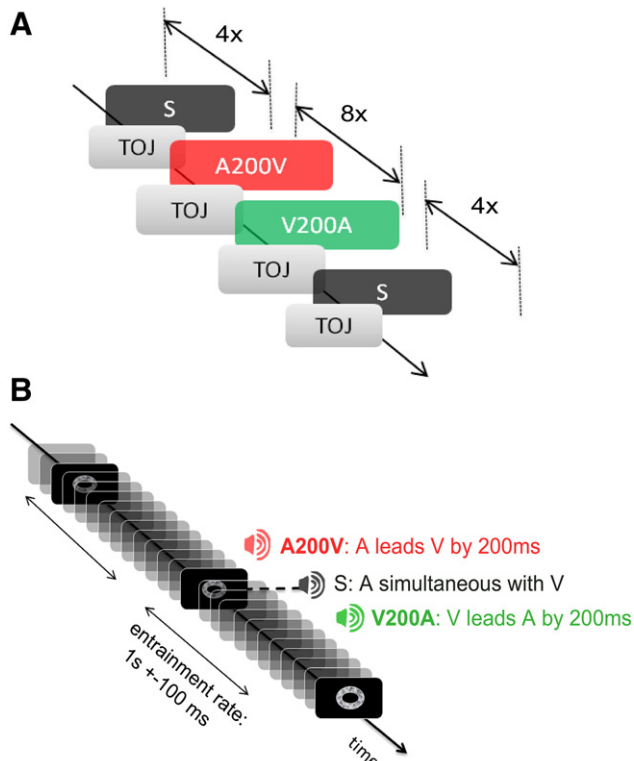 A
4x
S
8x
TOJ
A200V
4x
TOJ
V200A
TOJ
S
TOJ
B
A200V: A leads V by 200ms
S: A simultaneous with V
V200A: V leads A by 200ms
entrainment rate:
1s +-100 ms
time